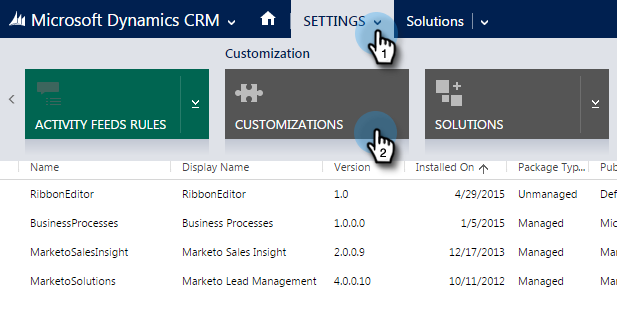 Microsoft Dynamics CRM SETTINGS Solutions
1
Customization
ACTIVITY FEEDS RULES CUSTOMIZATIONS SOLUTIONS
2
Name Display Name Version Installed On Package Typ... Pub
RibbonEditor RibbonEditor 1.0 4/29/2015 Unmanaged Def
BusinessProcesses Business Processes 1.0.0.0 1/5/2015 Managed Mic
MarketoSalesInsight Marketo Sales Insight 2.0.0.9 12/17/2013 Managed Ma
MarketoSolutions Marketo Lead Management 4.0.0.10 10/11/2012 Managed Ma